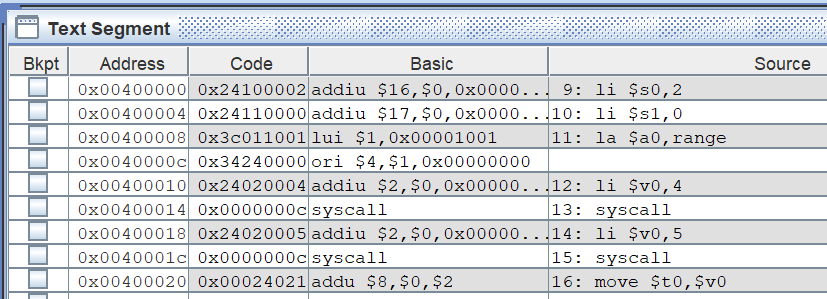 Text Segment
Bkpt Address Code Basic Source
0x00400000 0x24100002 addiu $16,$0,0x0000... 9: li $s0,2
0x00400004 0x24110000 addiu $17,$0,0x0000... 10: li $s1,0
0x00400008 0x3c011001 lui $1,0x00001001 11: la $a0,range
0x0040000c 0x34240000 ori $4,$1,0x00000000
0x00400010 0x24020004 addiu $2,$0,0x00000... 12: li $v0,4
0x00400014 0x0000000c syscall 13: syscall
0x00400018 0x24020005 addiu $2,$0,0x00000... 14: li $v0,5
0x0040001c 0x0000000c syscall 15: syscall
0x00400020 0x00024021 addu $8,$0,$2 16: move $t0,$v0